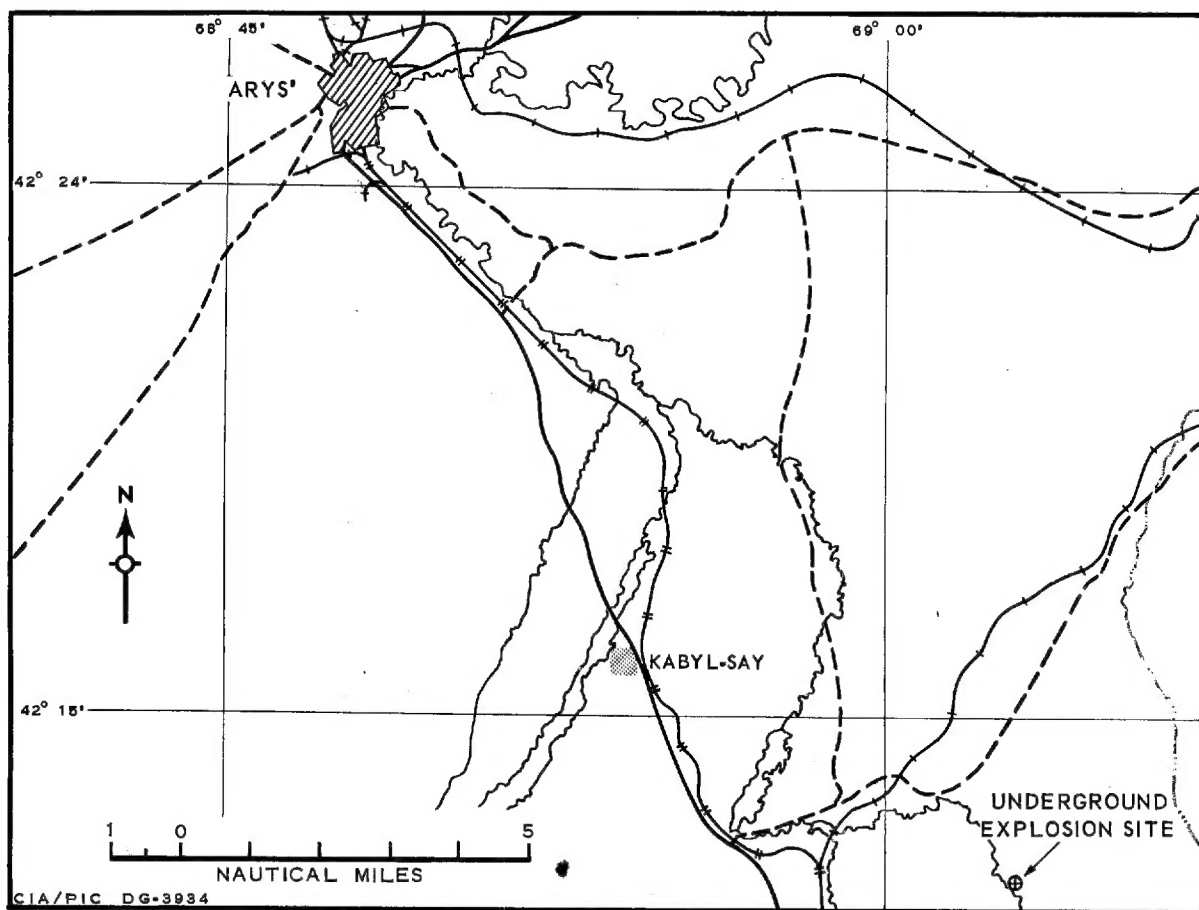 68° 45'
69° 00'
ARYS'
42° 24'
N
KABYL-SAY
42° 15'
UNDERGROUND
EXPLOSION SITE
1 0 5
NAUTICAL MILES
CIA/PIC DG-3934